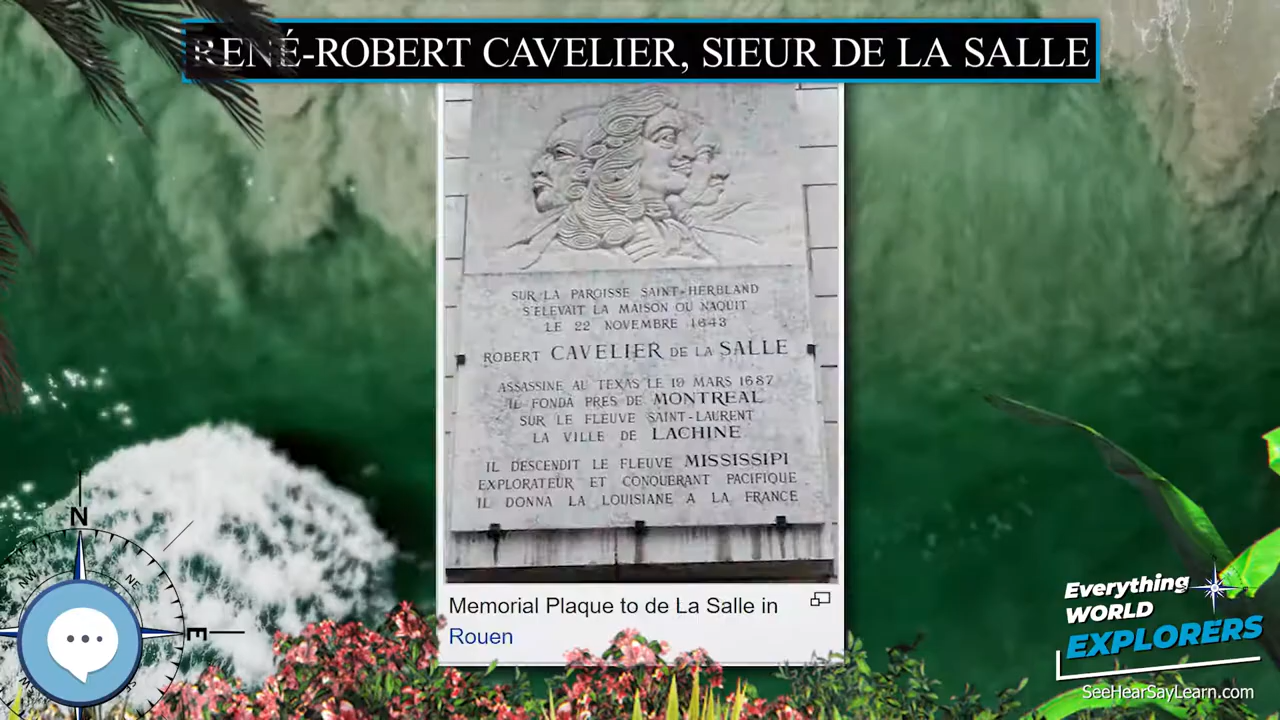 RENÉ-ROBERT CAVELIER, SIEUR DE LA SALLE
SUR LA PAROISSE SAINT-HERBLAND
S'ELEVAIT LA MAISON OU NAQUIT
LE 22 NOVEMBRE 1643
ROBERT CAVELIER DE LA SALLE
ASSASSINE AU TEXAS LE 19 MARS 1687
IL FONDA PRES DE MONTREAL
SUR LE FLEUVE SAINT-LAURENT
LA VILLE DE LACHINE
IL DESCENDIT LE FLEUVE MISSISSIPI
EXPLORATEUR ET CONQUERANT PACIFIQUE
IL DONNA LA LOUISIANE A LA FRANCE
Memorial Plaque to de La Salle in
Rouen
N
NW
NE
E
Everything
WORLD
EXPLORERS
SeeHearSayLearn.com